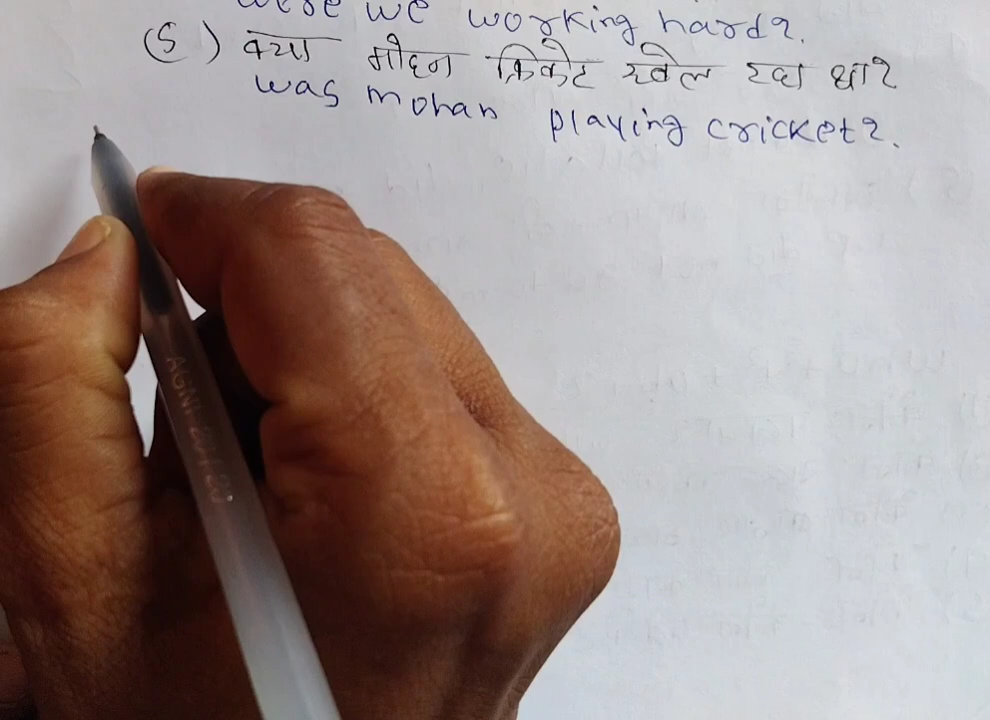 were we working hard?.
(5) क्या मोहन क्रिकेट खेल रहा था?
was mohan playing cricket?.